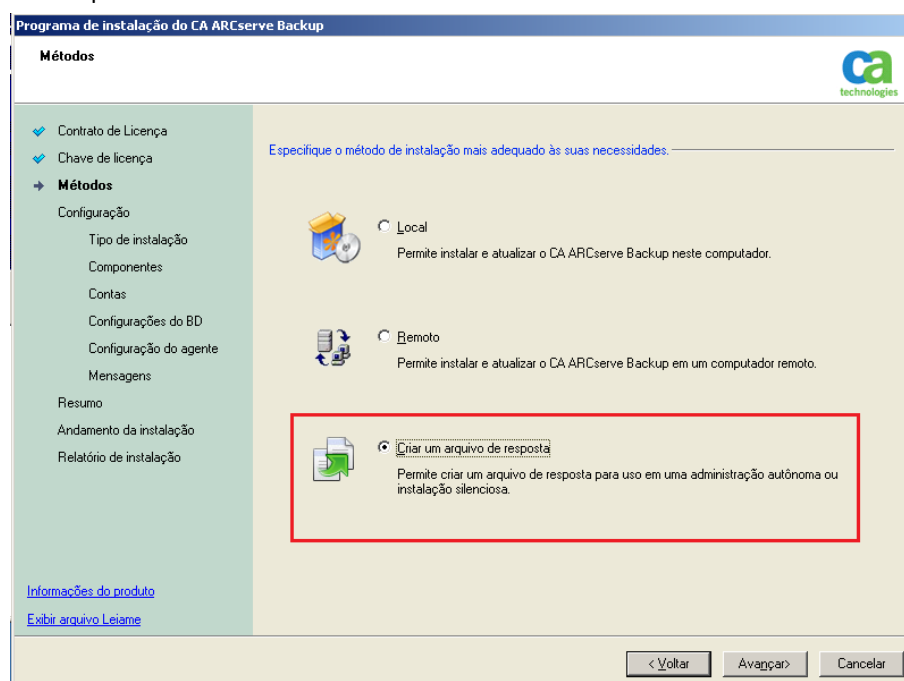 Programa de instalação do CA ARCserve Backup
Métodos
ca
technologies
Contrato de Licença
Chave de licença
Métodos
Configuração
Tipo de instalação
Componentes
Contas
Configurações do BD
Configuração do agente
Mensagens
Resumo
Andamento da instalação
Relatório de instalação
Informações do produto
Exibir arquivo Leiame
Especifique o método de instalação mais adequado às suas necessidades.
Local
Permite instalar e atualizar o CA ARCserve Backup neste computador.
Remoto
Permite instalar e atualizar o CA ARCserve Backup em um computador remoto.
Criar um arquivo de resposta
Permite criar um arquivo de resposta para uso em uma administração autônoma ou
instalação silenciosa.
< Voltar
Avançar>
Cancelar